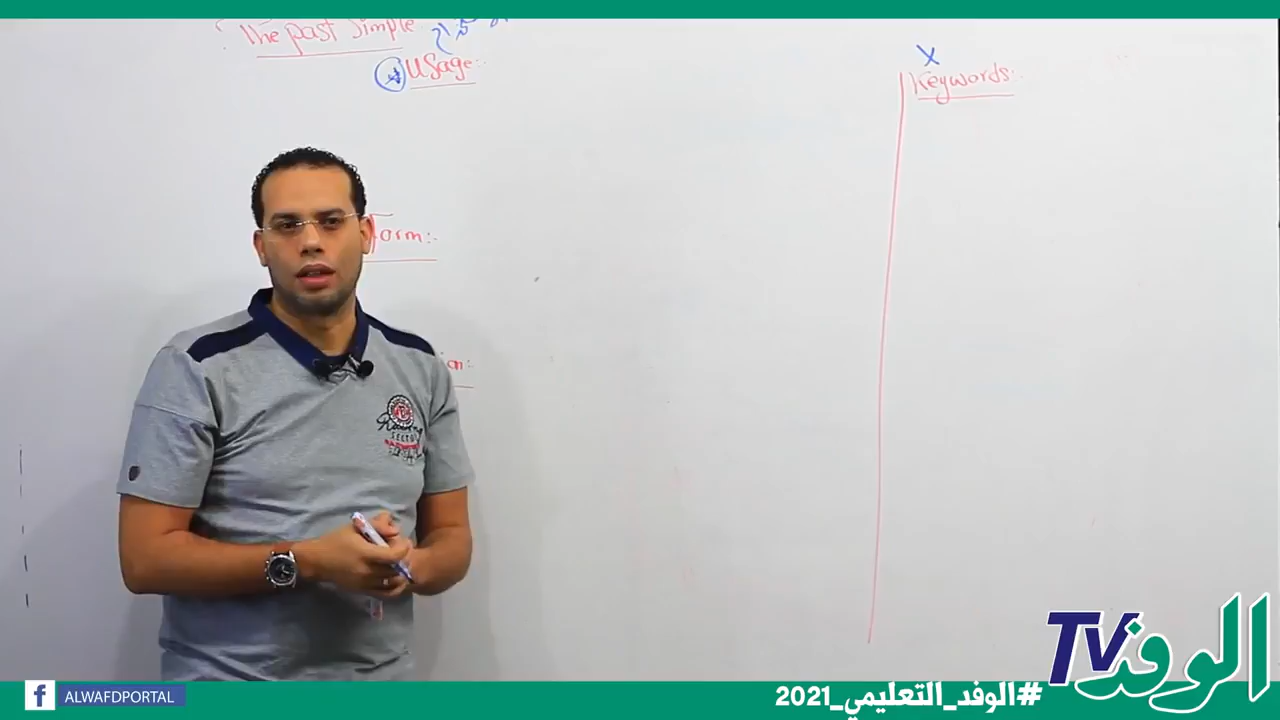 The past simple
Usage:
X
Keywords:
Form:-
TV الوفد
ALWAFDPORTAL
#الوفد_التعليمي_2021